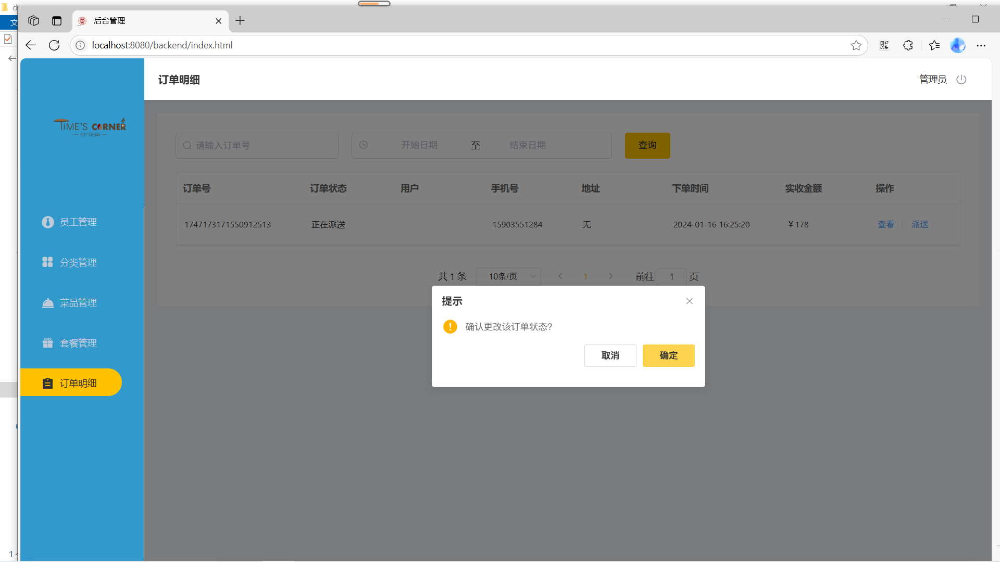 后台管理
localhost:8080/backend/index.html
TIME'S CORNER
订单明细
管理员
请输入订单号
开始日期 至 结束日期
查询
订单号 订单状态 用户 手机号 地址 下单时间 实收金额 操作
1747173171550912513 正在派送 15903551284 无 2024-01-16 16:25:20 ￥178 查看 派送
共 1 条 10条/页 1 前往 1 页
提示
确认更改该订单状态?
取消 确定
员工管理
分类管理
菜品管理
套餐管理
订单明细